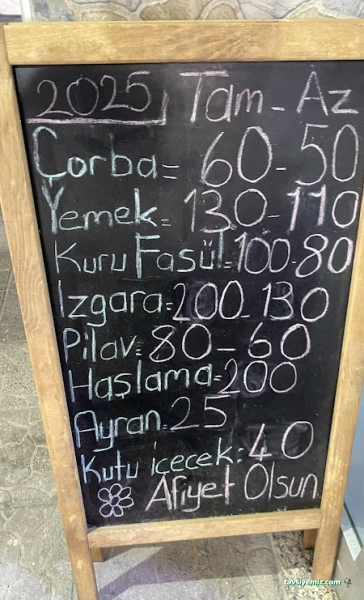 2025 Tam - Az
Çorba = 60 - 50
Yemek = 130 - 110
Kuru Fasül = 100 - 80
Izgara = 200 - 130
Pilav = 80 - 60
Haşlama = 200
Ayran = 25
Kutu içecek : 40
Afiyet Olsun
tavsiyemiz.com